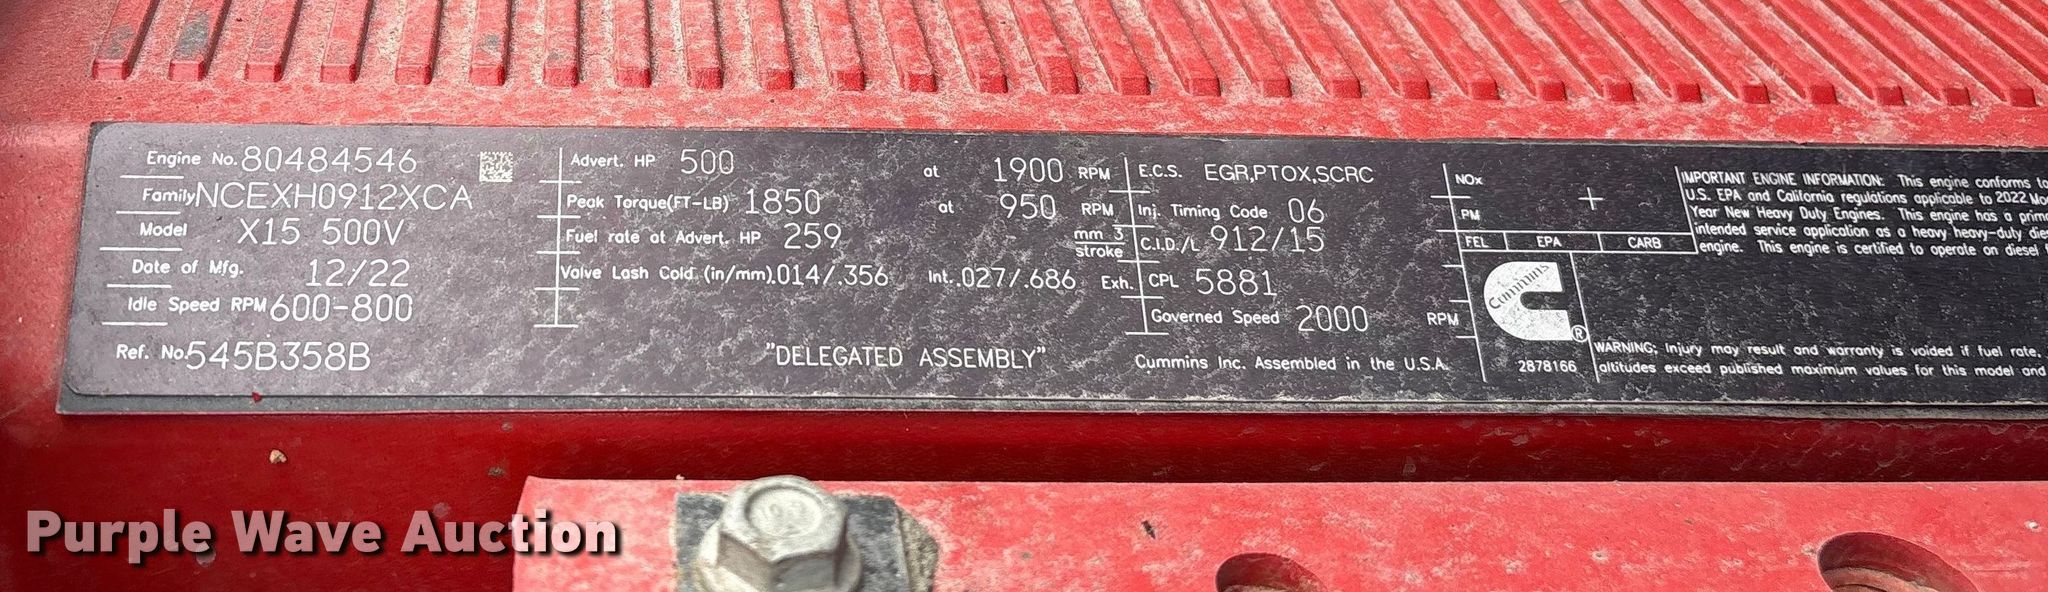 Engine No. 80484546
Family NCEXH0912XCA
Model X15 500V
Date of Mfg. 12/22
Idle Speed RPM 600-800
Ref. No. 545B358B
Advert. HP 500 at 1900 RPM
Peak Torque(FT-LB) 1850 at 950 RPM
Fuel rate at Advert. HP 259 mm 3 stroke
Valve Lash Cold (in/mm) .014/.356 Int. .027/.686 Exh.
"DELEGATED ASSEMBLY"
E.C.S. EGR,PTOX,SCRC
Inj. Timing Code 06
C.I.D./L 912/15
CPL 5881
Governed Speed 2000 RPM
Cummins Inc. Assembled in the U.S.A.
NOx
PM
FEL EPA CARB
Cummins
®
2878166
IMPORTANT ENGINE INFORMATION: This engine conforms to
U.S. EPA and California regulations applicable to 2022
Year New Heavy Duty Engines. This engine has a
intended service application as a heavy heavy-duty
engine. This engine is certified to operate on diesel
WARNING: Injury may result and warranty is voided if fuel rate,
altitudes exceed published maximum values for this model and
Purple Wave Auction